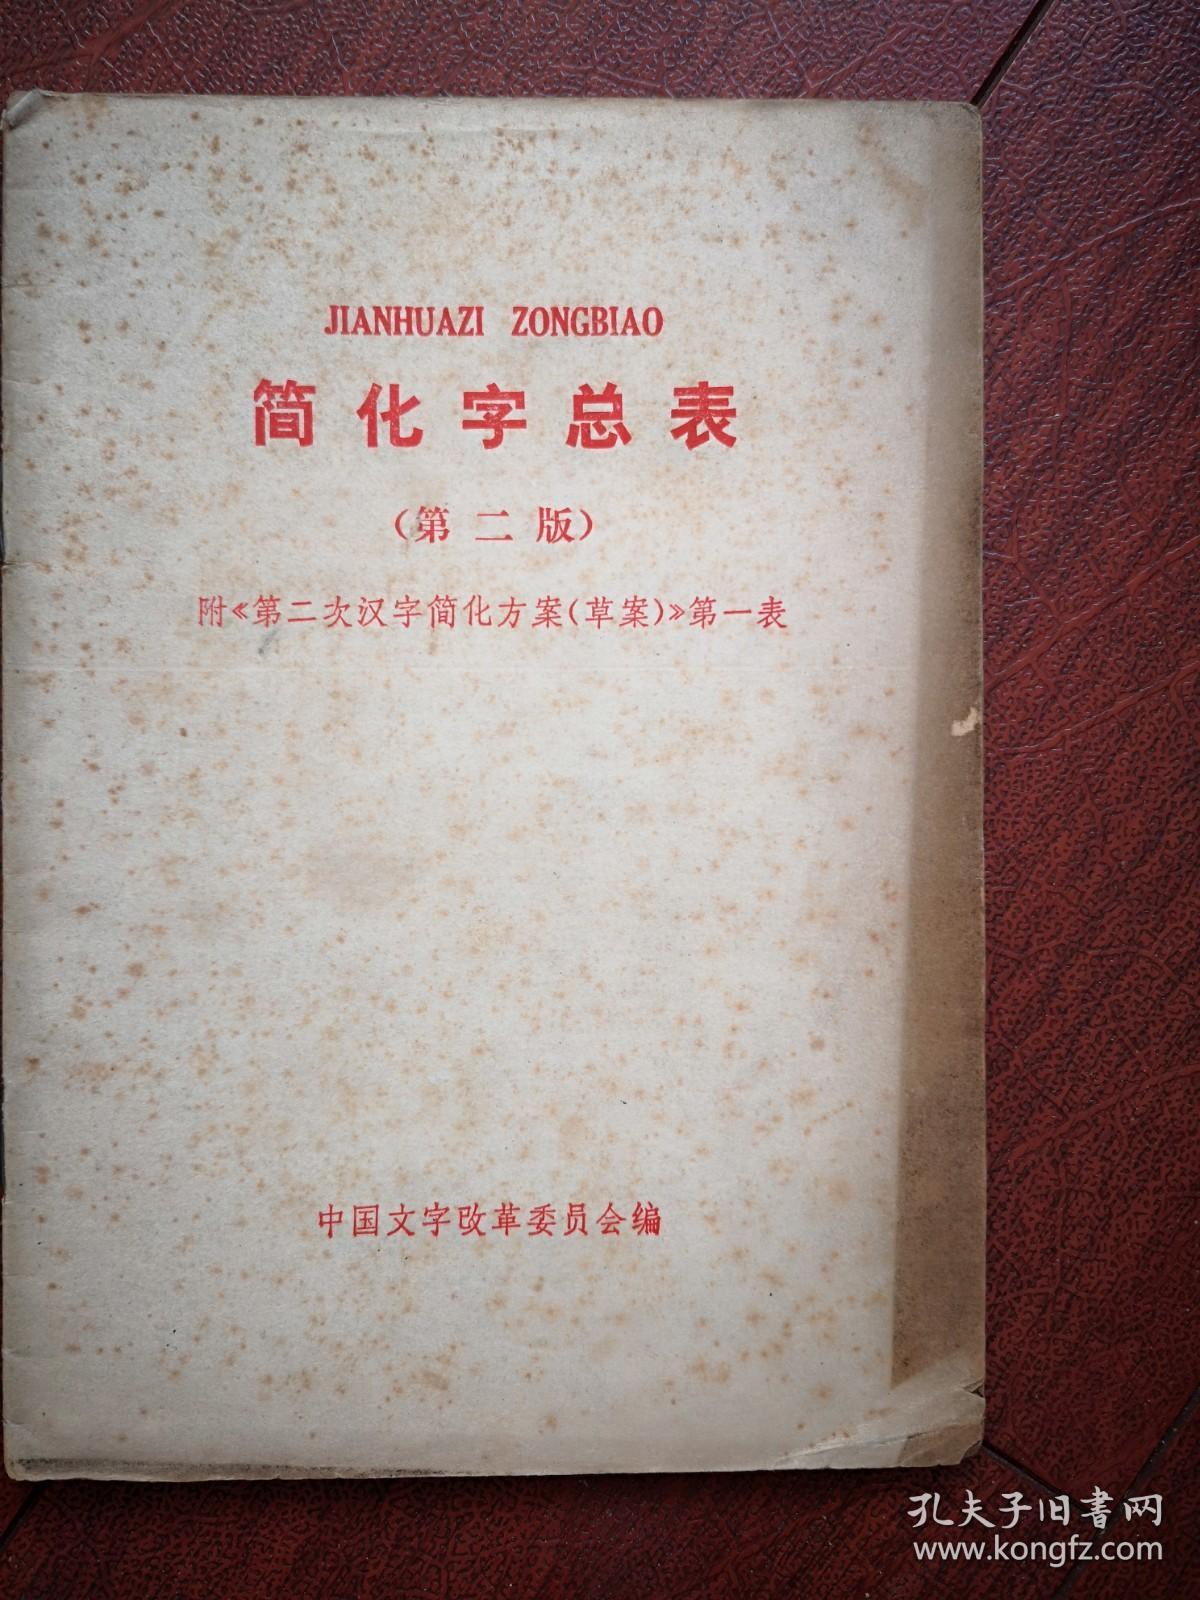 JIANHUAZI ZONGBIAO
简化字总表
（第二版）
附《第二次汉字简化方案（草案）》第一表
中国文字改革委员会编
孔夫子旧書网
www.kongfz.com